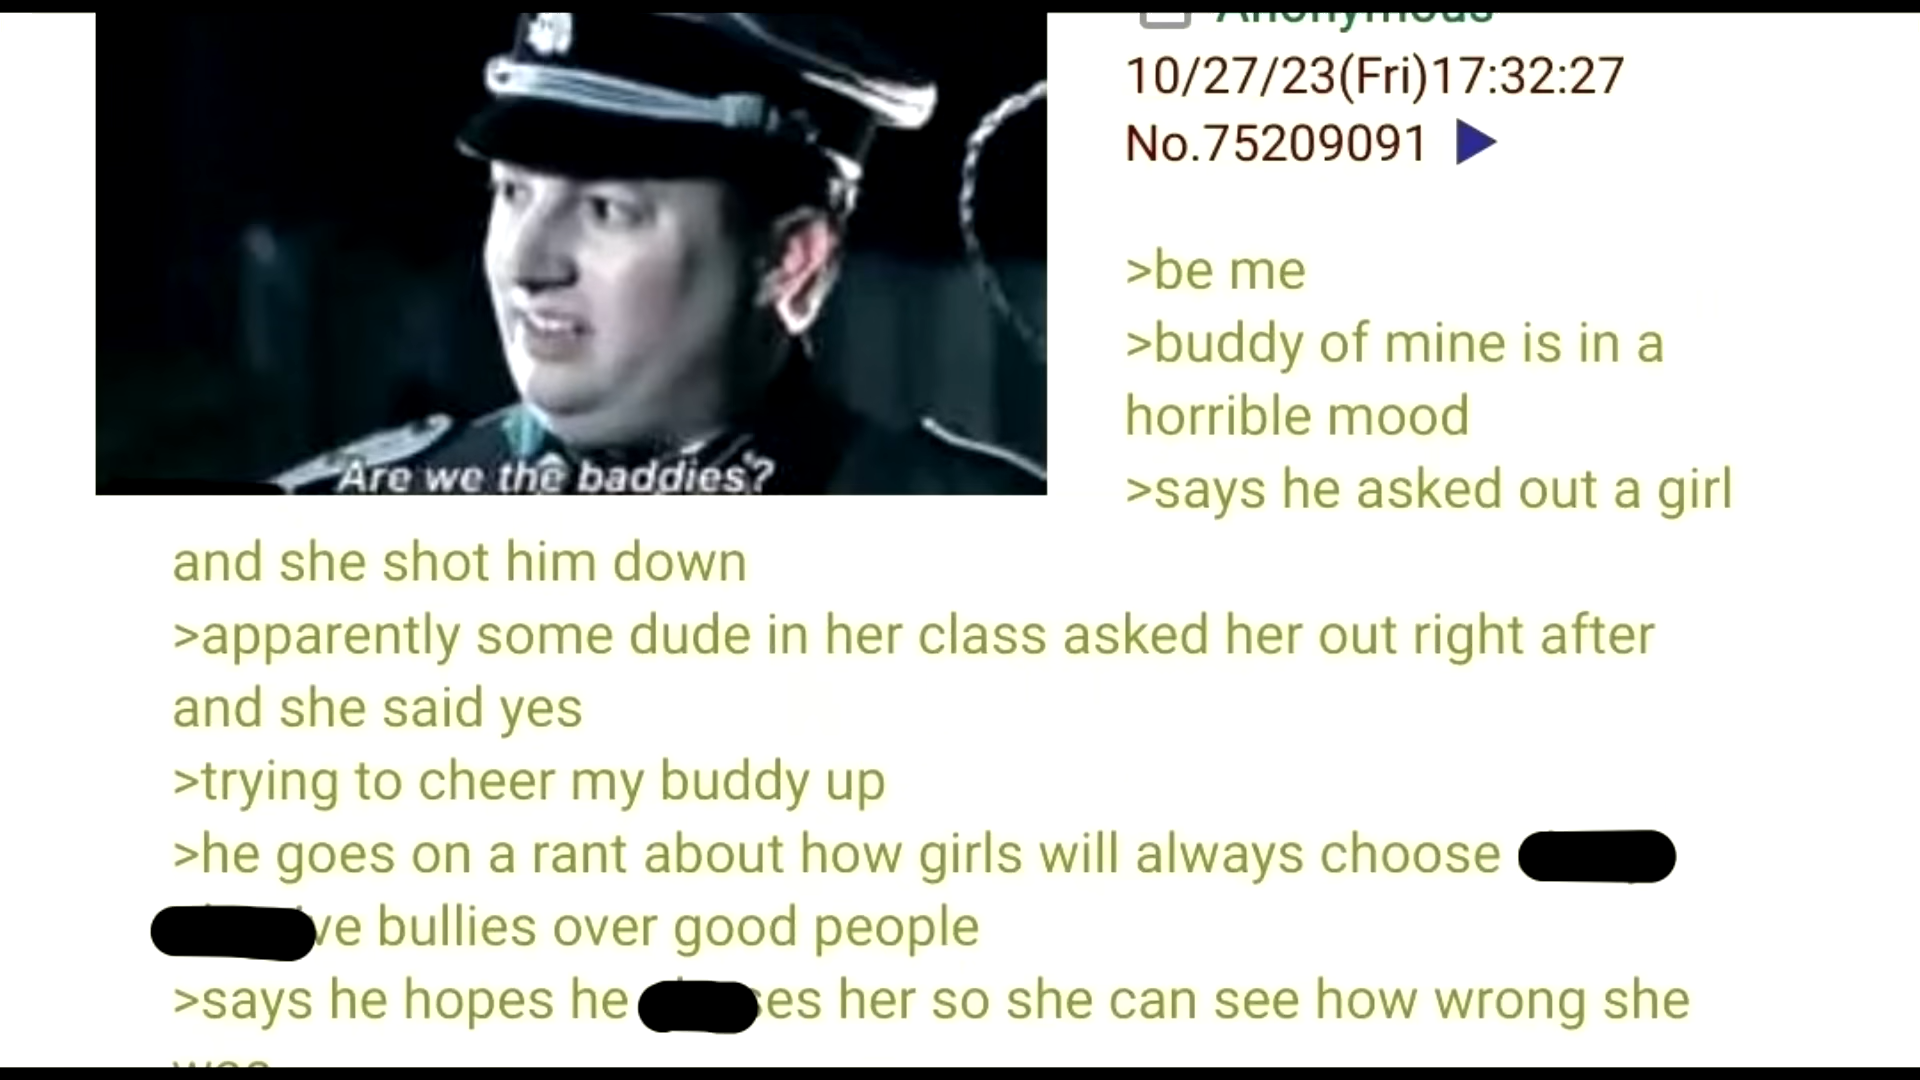 Anonymous
10/27/23(Fri)17:32:27
No.75209091
Are we the baddies?
>be me
>buddy of mine is in a
horrible mood
>says he asked out a girl
and she shot him down
>apparently some dude in her class asked her out right after
and she said yes
>trying to cheer my buddy up
>he goes on a rant about how girls will always choose
bullies over good people
>says he hopes he her so she can see how wrong she